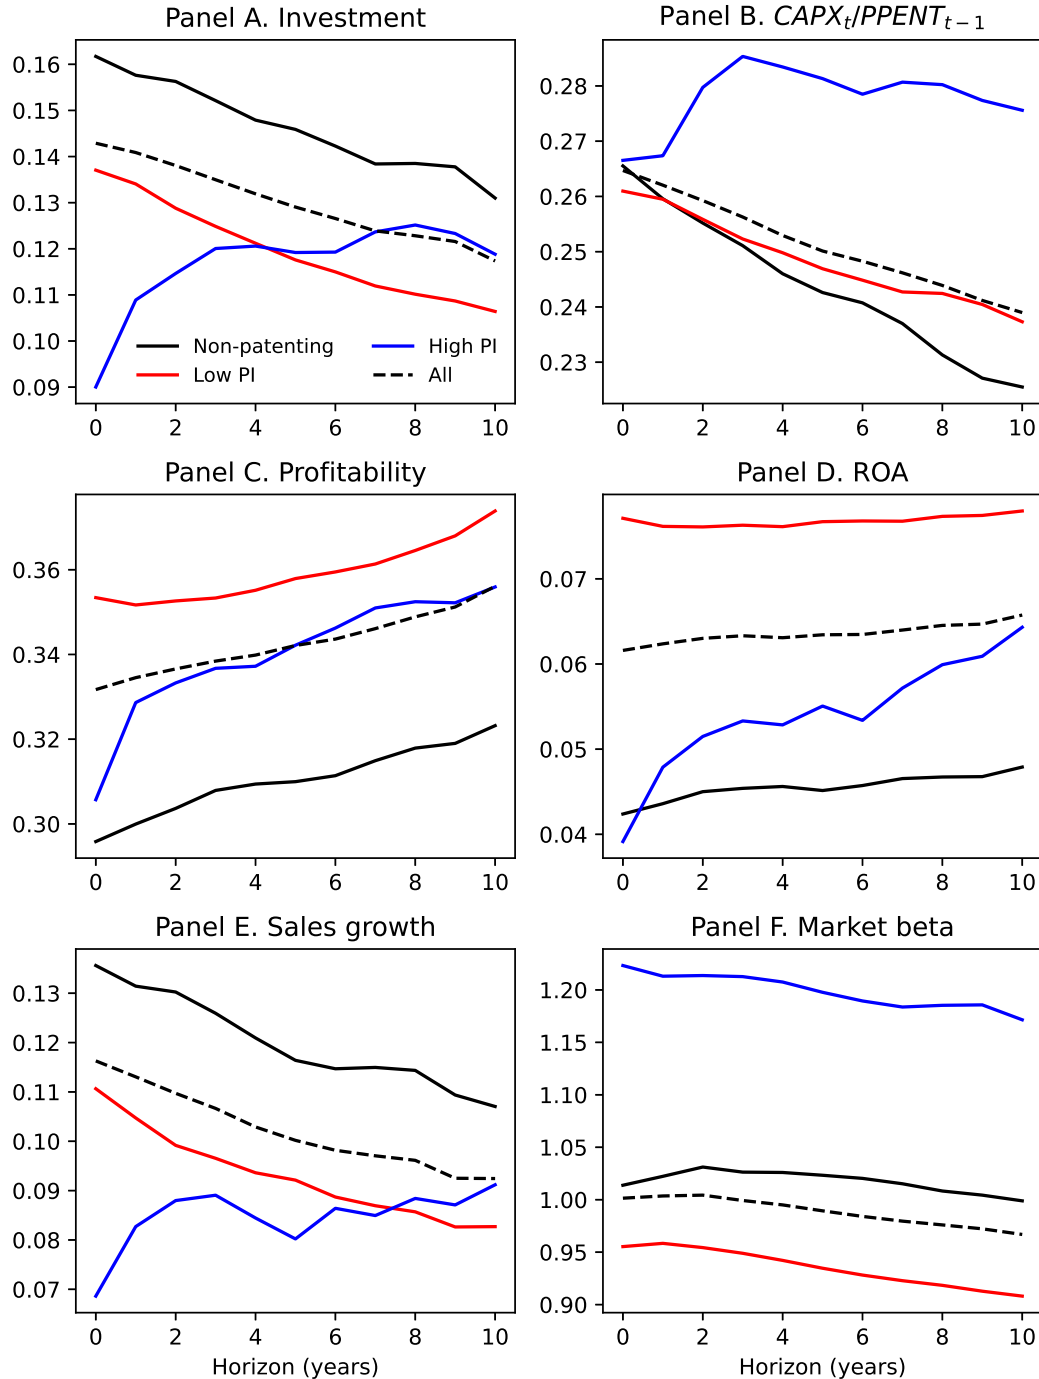 Panel A. Investment
0.16
0.15
0.14
0.13
0.12
0.11
0.10
0.09
Non-patenting
Low PI
High PI
All
0 2 4 6 8 10
Panel B. CAPXₜ/PPENTₜ₋₁
0.28
0.27
0.26
0.25
0.24
0.23
0 2 4 6 8 10
Panel C. Profitability
0.36
0.34
0.32
0.30
0 2 4 6 8 10
Panel D. ROA
0.07
0.06
0.05
0.04
0 2 4 6 8 10
Panel E. Sales growth
0.13
0.12
0.11
0.10
0.09
0.08
0.07
0 2 4 6 8 10
Horizon (years)
Panel F. Market beta
1.20
1.15
1.10
1.05
1.00
0.95
0.90
0 2 4 6 8 10
Horizon (years)